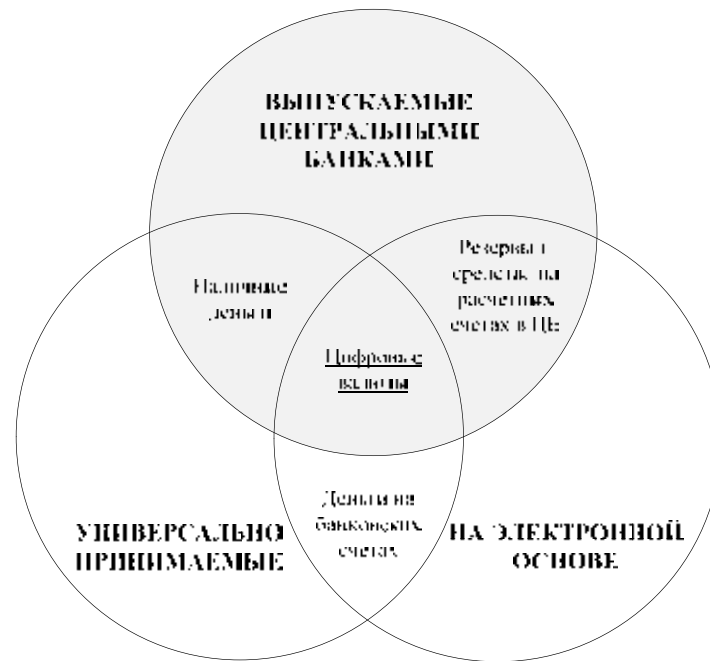 ВЫПУСКАЕМЫЕ
ЦЕНТРАЛЬНЫМИ
БАНКАМИ
Наличные
деньги
Резервы и
средства на
расчетных
счетах в ЦБ
Цифровые
валюты
Деньги на
банковских
счетах
УНИВЕРСАЛЬНО
ПРИНИМАЕМЫЕ
НА ЭЛЕКТРОННОЙ
ОСНОВЕ